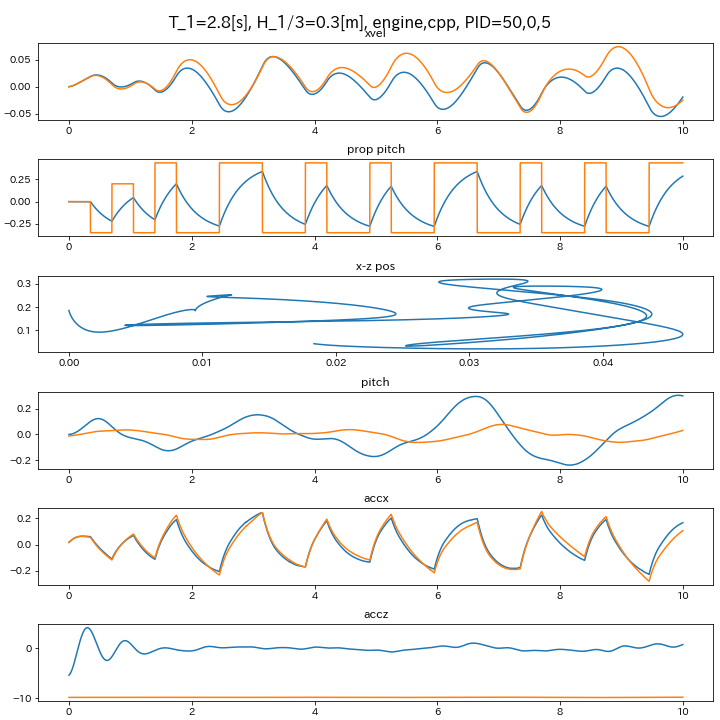 T_1=2.8[s], H_1/3=0.3[m], engine,cpp, PID=50,0,5
xvel
0.05
0.00
−0.05
0 2 4 6 8 10
prop pitch
0.25
0.00
−0.25
0 2 4 6 8 10
x-z pos
0.3
0.2
0.1
0.00 0.01 0.02 0.03 0.04
pitch
0.2
0.0
−0.2
0 2 4 6 8 10
accx
0.2
0.0
−0.2
0 2 4 6 8 10
accz
0
−10
0 2 4 6 8 10